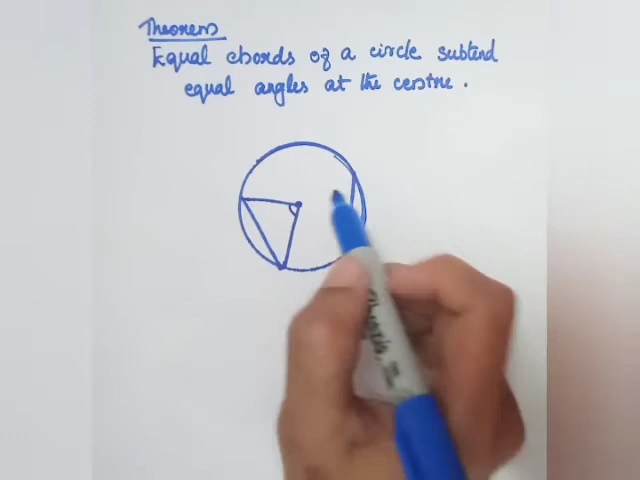 Theorem
Equal chords of a circle subtend
equal angles at the centre.